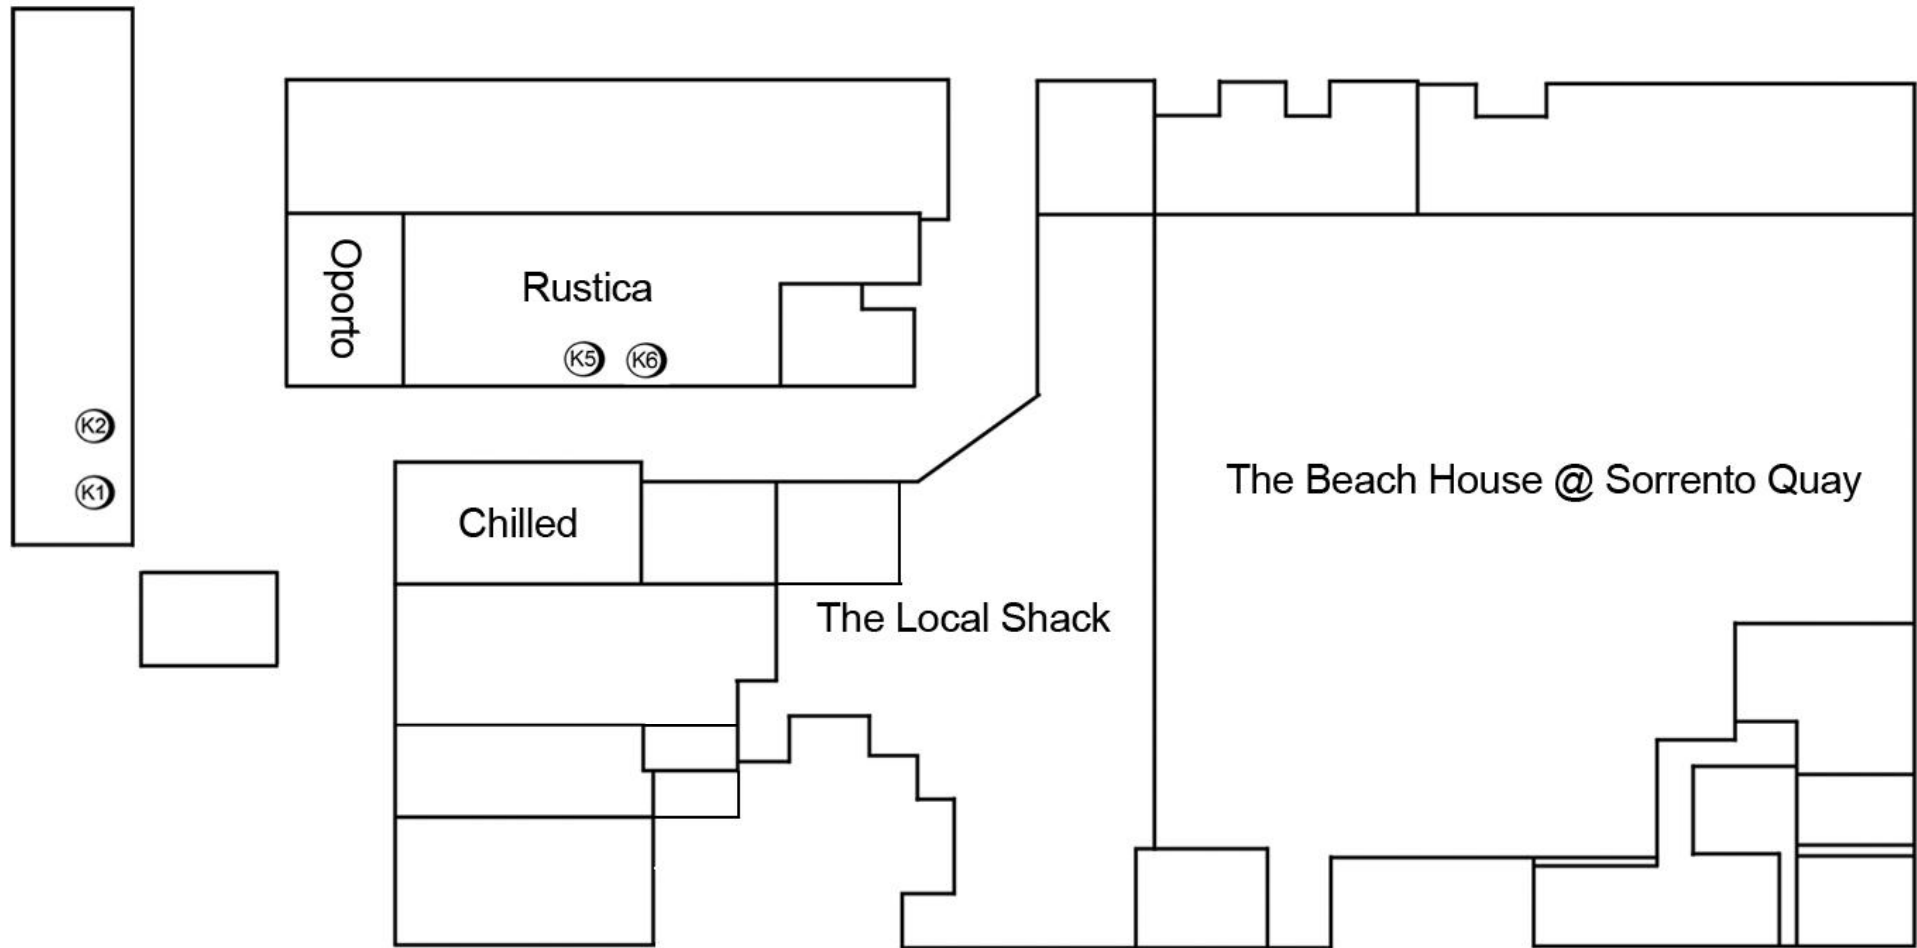 Oporto
Rustica
K5
K6
K2
K1
Chilled
The Beach House @ Sorrento Quay
The Local Shack